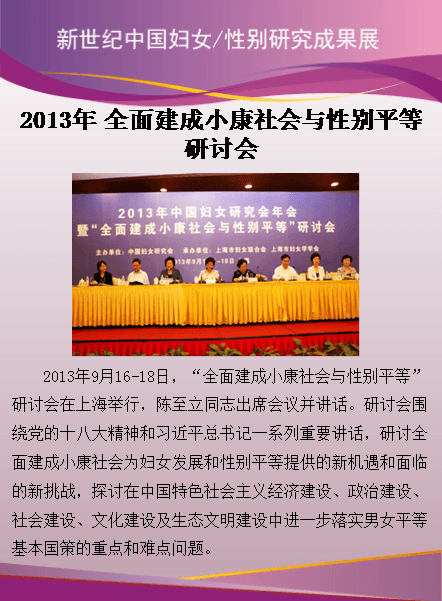 新世纪中国妇女/性别研究成果展
2013年 全面建成小康社会与性别平等
研讨会
2013年中国妇女研究会年会
暨“全面建成小康社会与性别平等”研讨会
主办单位：中国妇女研究会 承办单位：上海市妇女联合会 上海市妇女学学会
2013年9月16-18日
2013年9月16-18日，“全面建成小康社会与性别平等”
研讨会在上海举行，陈至立同志出席会议并讲话。研讨会围
绕党的十八大精神和习近平总书记一系列重要讲话，研讨全
面建成小康社会为妇女发展和性别平等提供的新机遇和面临
的新挑战，探讨在中国特色社会主义经济建设、政治建设、
社会建设、文化建设及生态文明建设中进一步落实男女平等
基本国策的重点和难点问题。